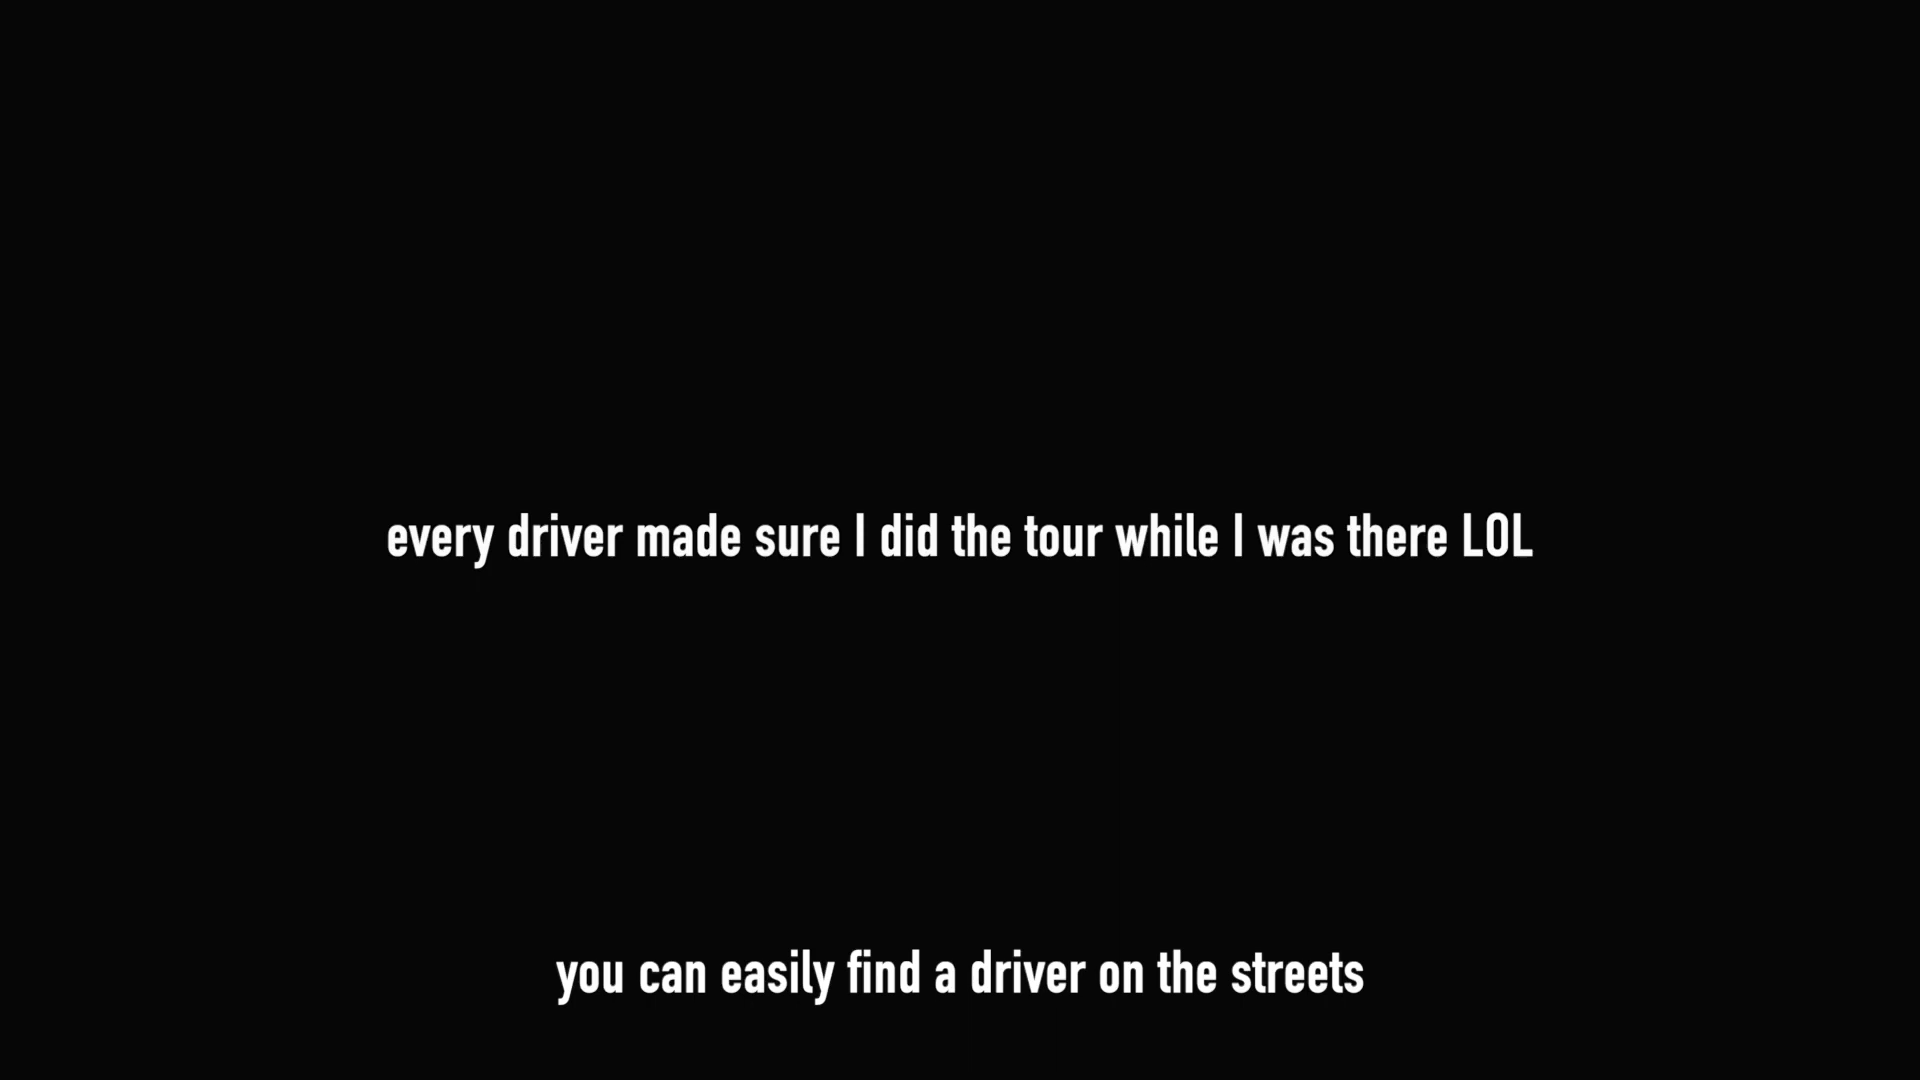 every driver made sure I did the tour while I was there LOL
you can easily find a driver on the streets